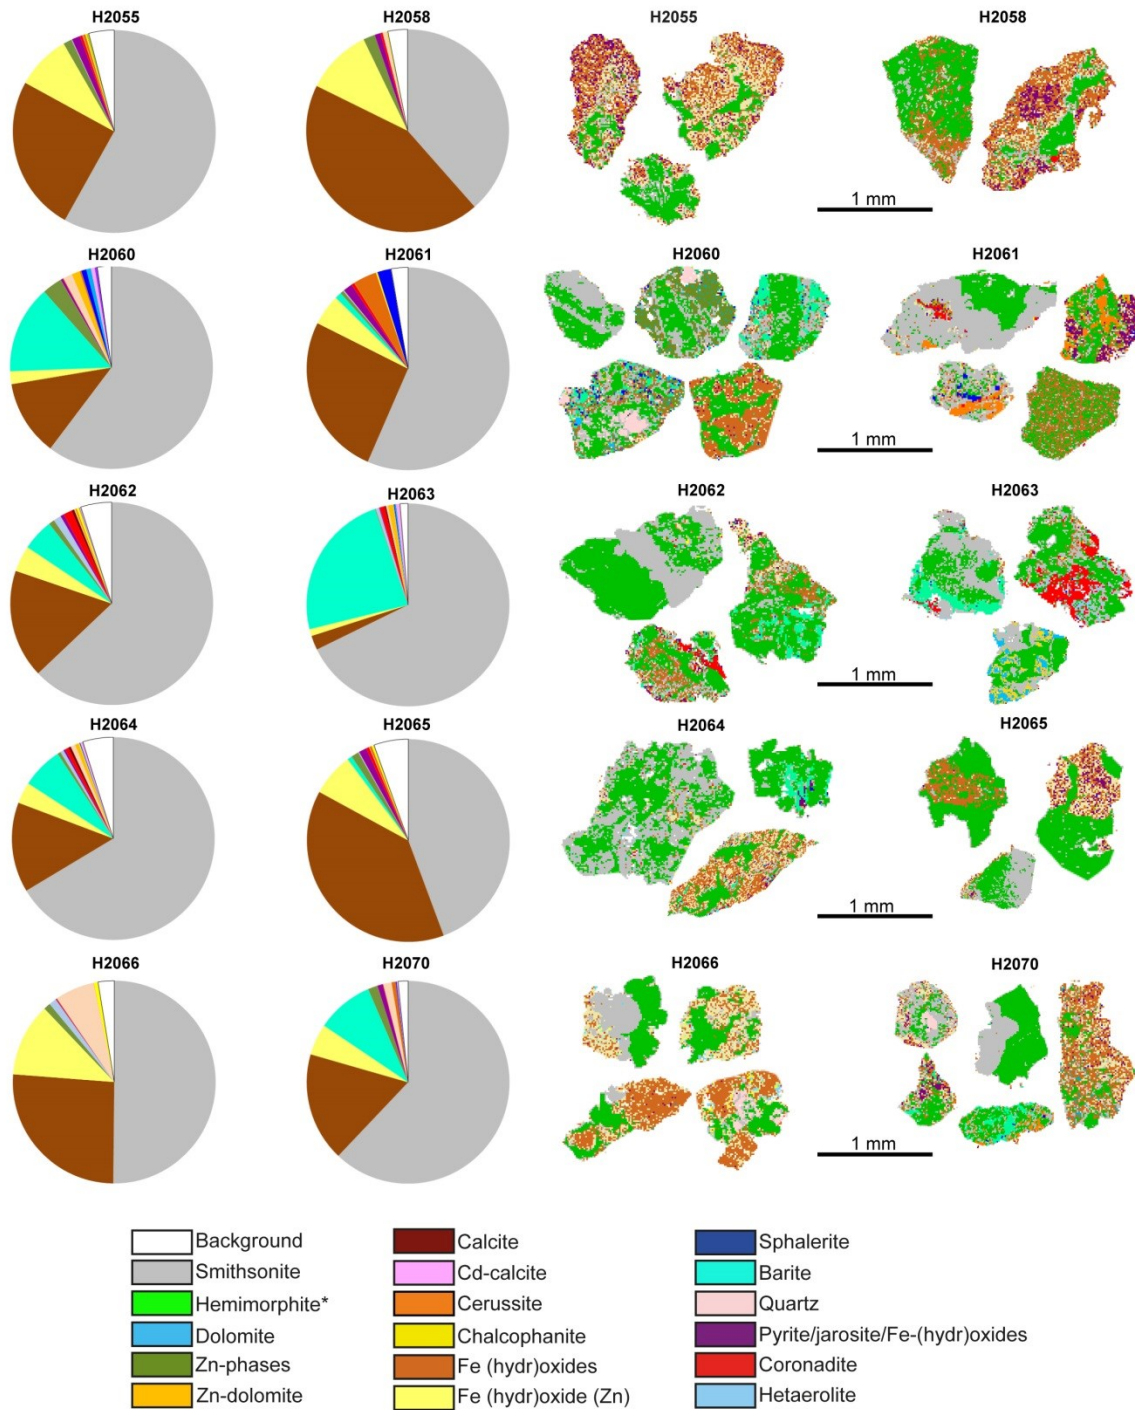 H2055 H2058 H2055 H2058
1 mm
H2060 H2061 H2060 H2061
1 mm
H2062 H2063 H2062 H2063
1 mm
H2064 H2065 H2064 H2065
1 mm
H2066 H2070 H2066 H2070
1 mm
Background Calcite Sphalerite
Smithsonite Cd-calcite Barite
Hemimorphite* Cerussite Quartz
Dolomite Chalcophanite Pyrite/jarosite/Fe-(hydr)oxides
Zn-phases Fe (hydr)oxides Coronadite
Zn-dolomite Fe (hydr)oxide (Zn) Hetaerolite